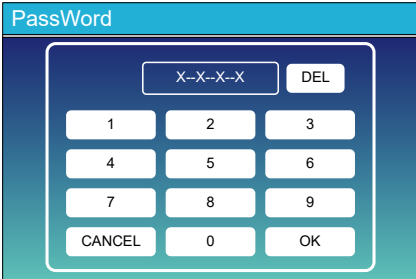 PassWord
X--X--X--X DEL
1 2 3
4 5 6
7 8 9
CANCEL 0 OK